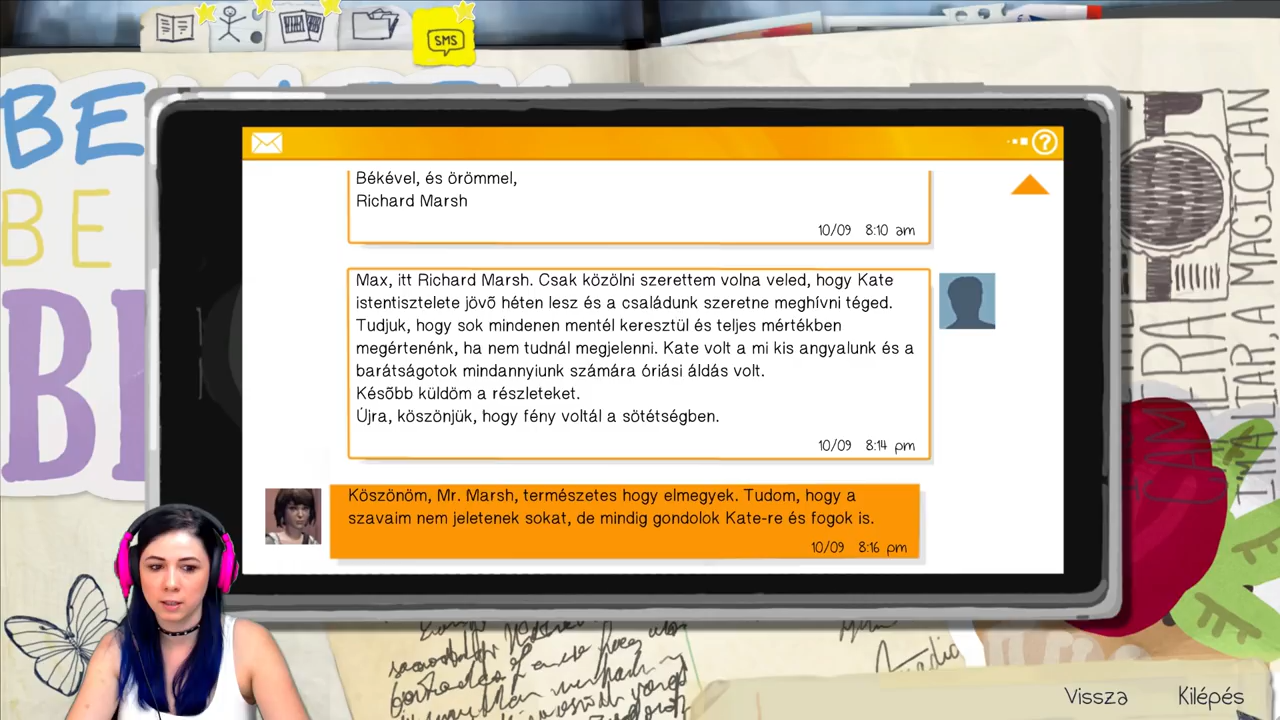 SMS
BE
BE
Békével, és örömmel,
Richard Marsh
10/09 8:10 am
Max, itt Richard Marsh. Csak közölni szerettem volna veled, hogy Kate
istentisztelete jövõ héten lesz és a családunk szeretne meghívni téged.
Tudjuk, hogy sok mindenen mentél keresztül és teljes mértékben
megértenénk, ha nem tudnál megjelenni. Kate volt a mi kis angyalunk és a
barátságotok mindannyiunk számára óriási áldás volt.
Késõbb küldöm a részleteket.
Újra, köszönjük, hogy fény voltál a sötétségben.
10/09 8:14 pm
Köszönöm, Mr. Marsh, természetes hogy elmegyek. Tudom, hogy a
szavaim nem jeletenek sokat, de mindig gondolok Kate-re és fogok is.
10/09 8:16 pm
CAMERA
LIAR, A MAGICIAN
Vissza Kilépés